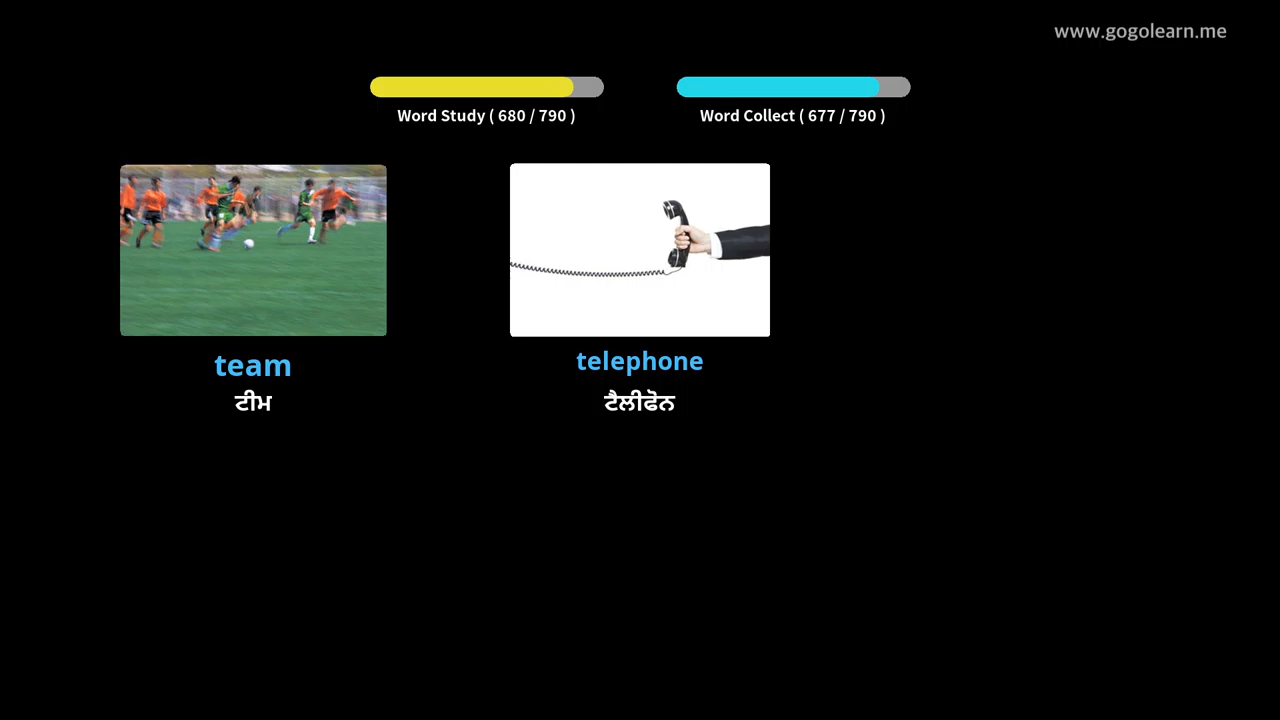 www.gogolearn.me
Word Study ( 680 / 790 )
Word Collect ( 677 / 790 )
team
telephone
ਟੀਮ
ਟੈਲੀਫੋਨ